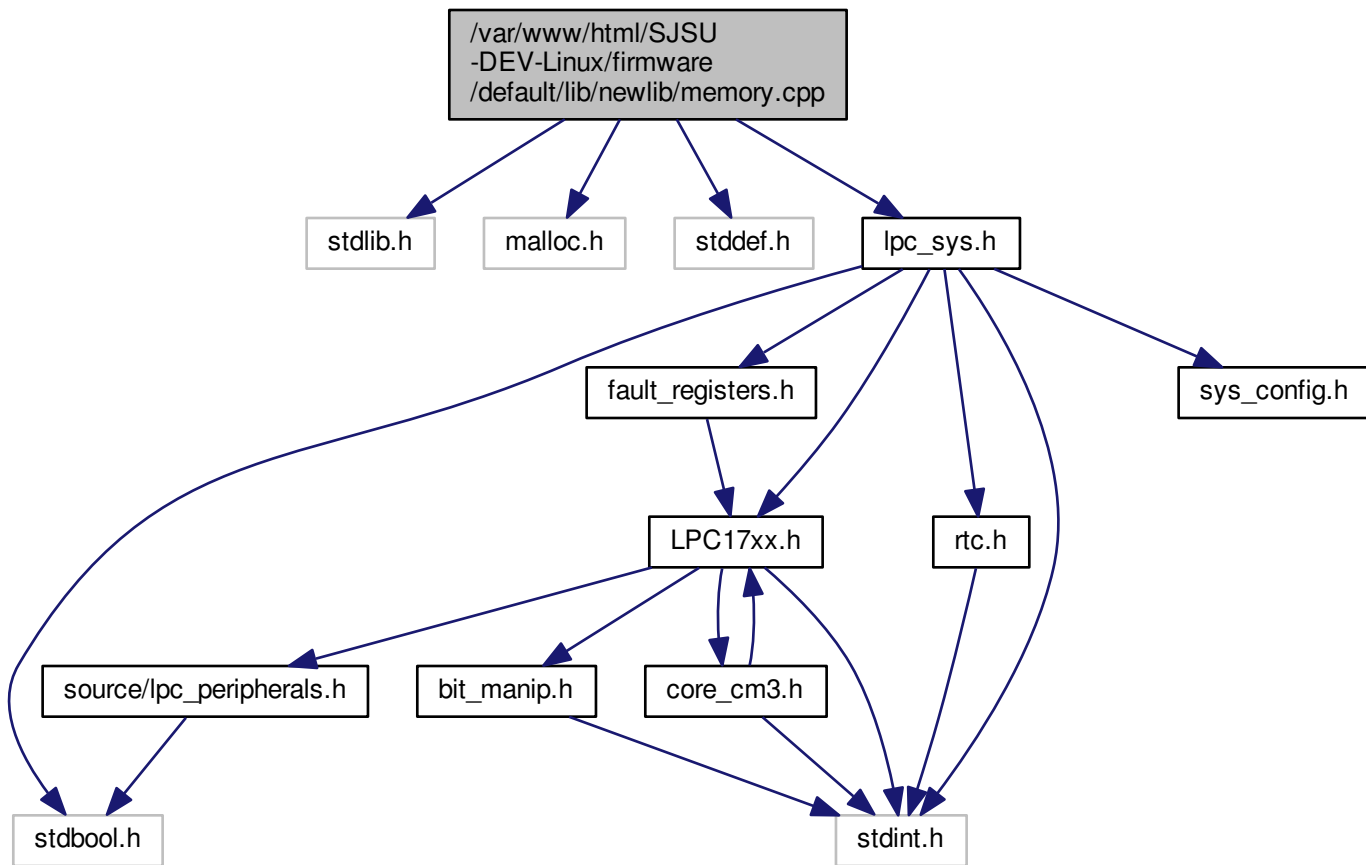 /var/www/html/SJSU
-DEV-Linux/firmware
/default/lib/newlib/memory.cpp
stdlib.h
malloc.h
stddef.h
lpc_sys.h
fault_registers.h
sys_config.h
LPC17xx.h
rtc.h
source/lpc_peripherals.h
bit_manip.h
core_cm3.h
stdbool.h
stdint.h